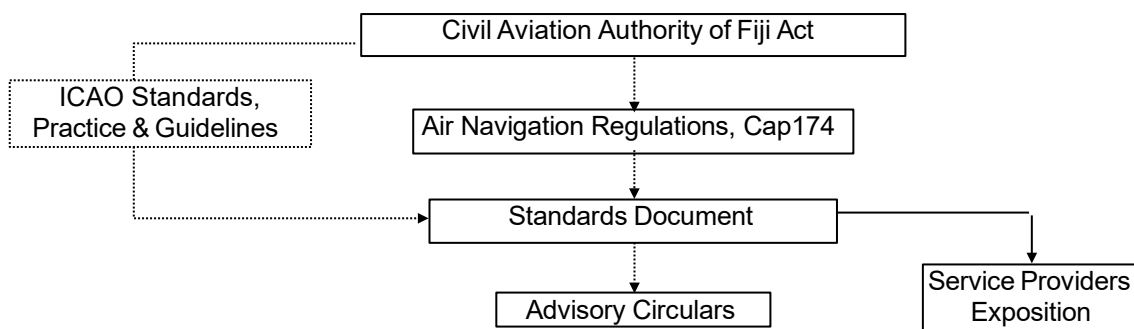 Civil Aviation Authority of Fiji Act
ICAO Standards,
Practice & Guidelines
Air Navigation Regulations, Cap174
Standards Document
Service Providers
Exposition
Advisory Circulars